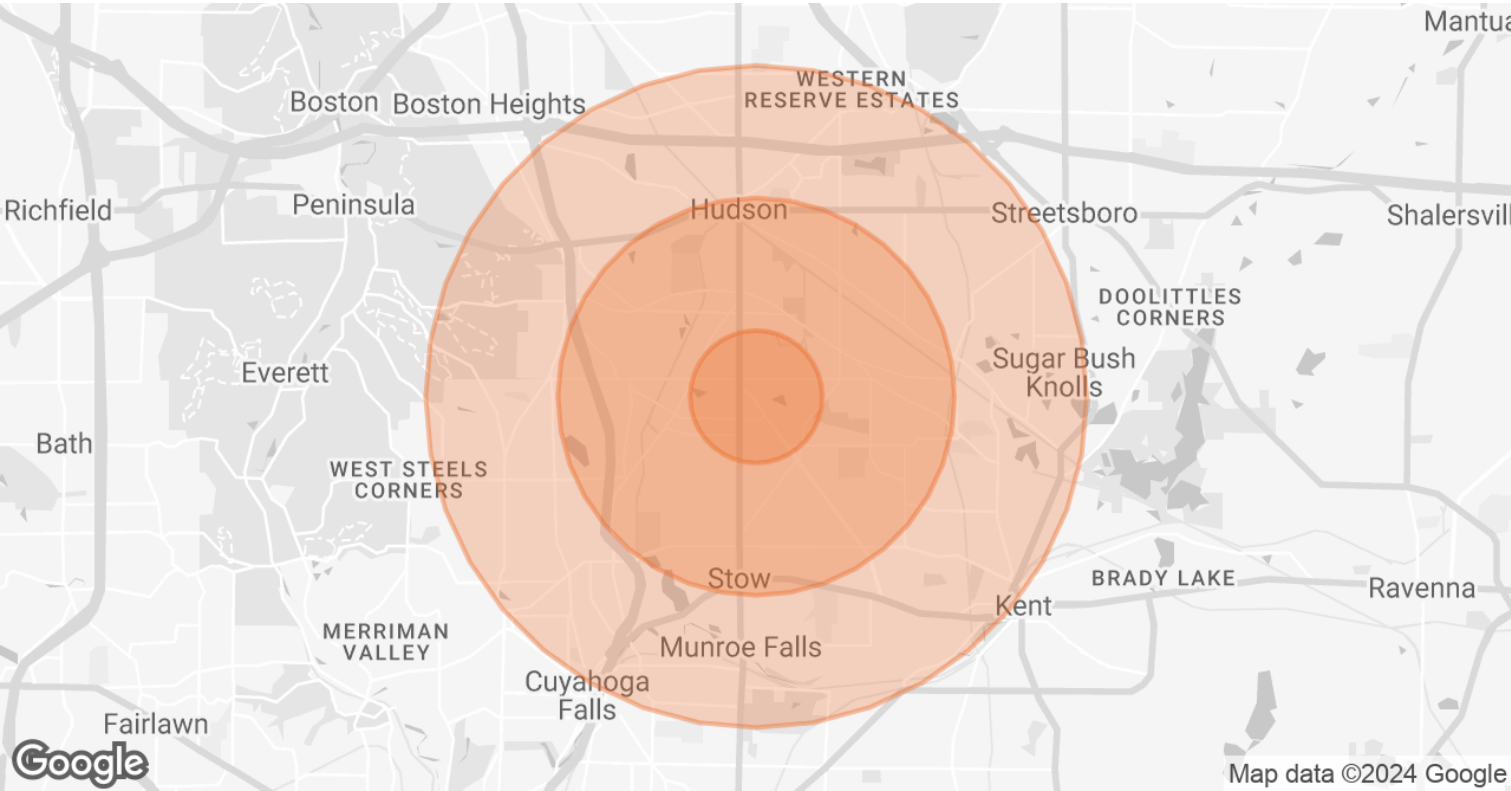 Mantua
WESTERN
RESERVE ESTATES
Boston
Boston Heights
Richfield
Peninsula
Hudson
Streetsboro
Shalersvill
DOOLITTLES
CORNERS
Everett
Sugar Bush
Knolls
Bath
WEST STEELS
CORNERS
Stow
BRADY LAKE
Ravenna
Kent
MERRIMAN
VALLEY
Munroe Falls
Cuyahoga
Falls
Fairlawn
Google
Map data ©2024 Google